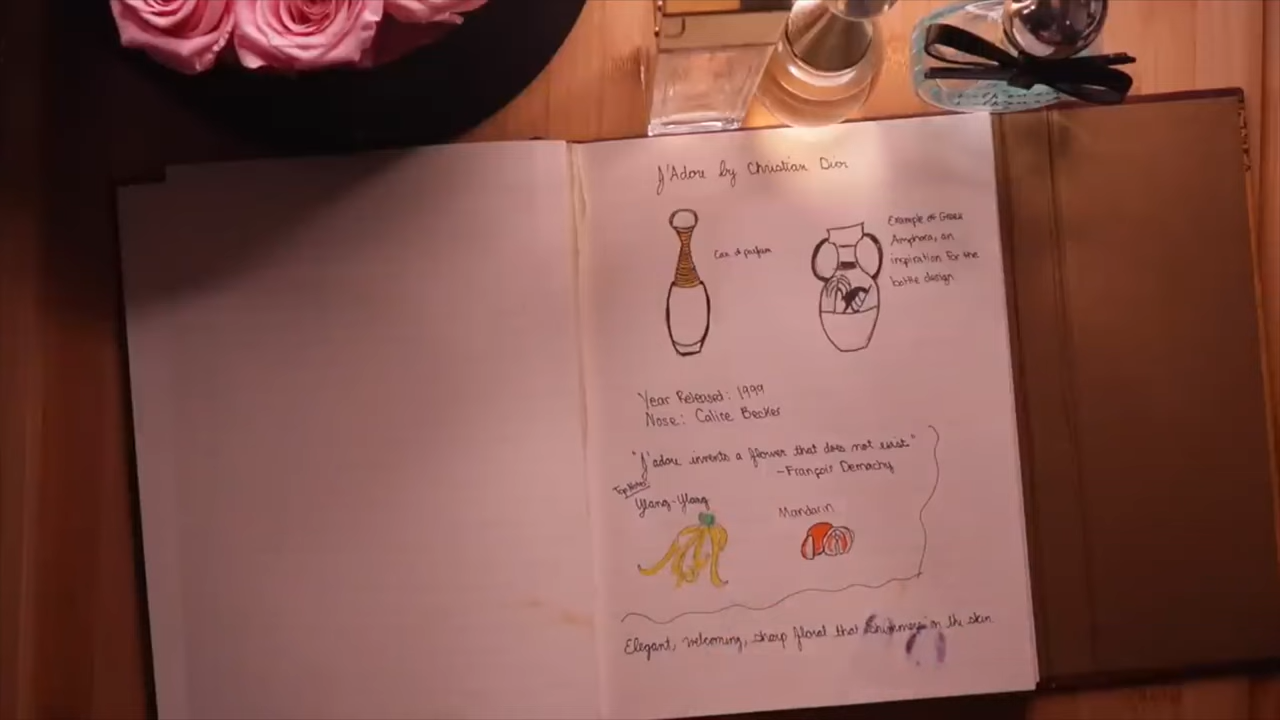 J'Adore by Christian Dior
Eau d parfum
Example of Greek
Amphora, an
inspiration for the
bottle design.
Year Released: 1999
Nose: Calice Becker
"J'adore invents a flower that does not exist"
-François Demachy
Top Notes:
Ylang-Ylang
Mandarin
Elegant, welcoming, sharp floral that shimmers on the skin